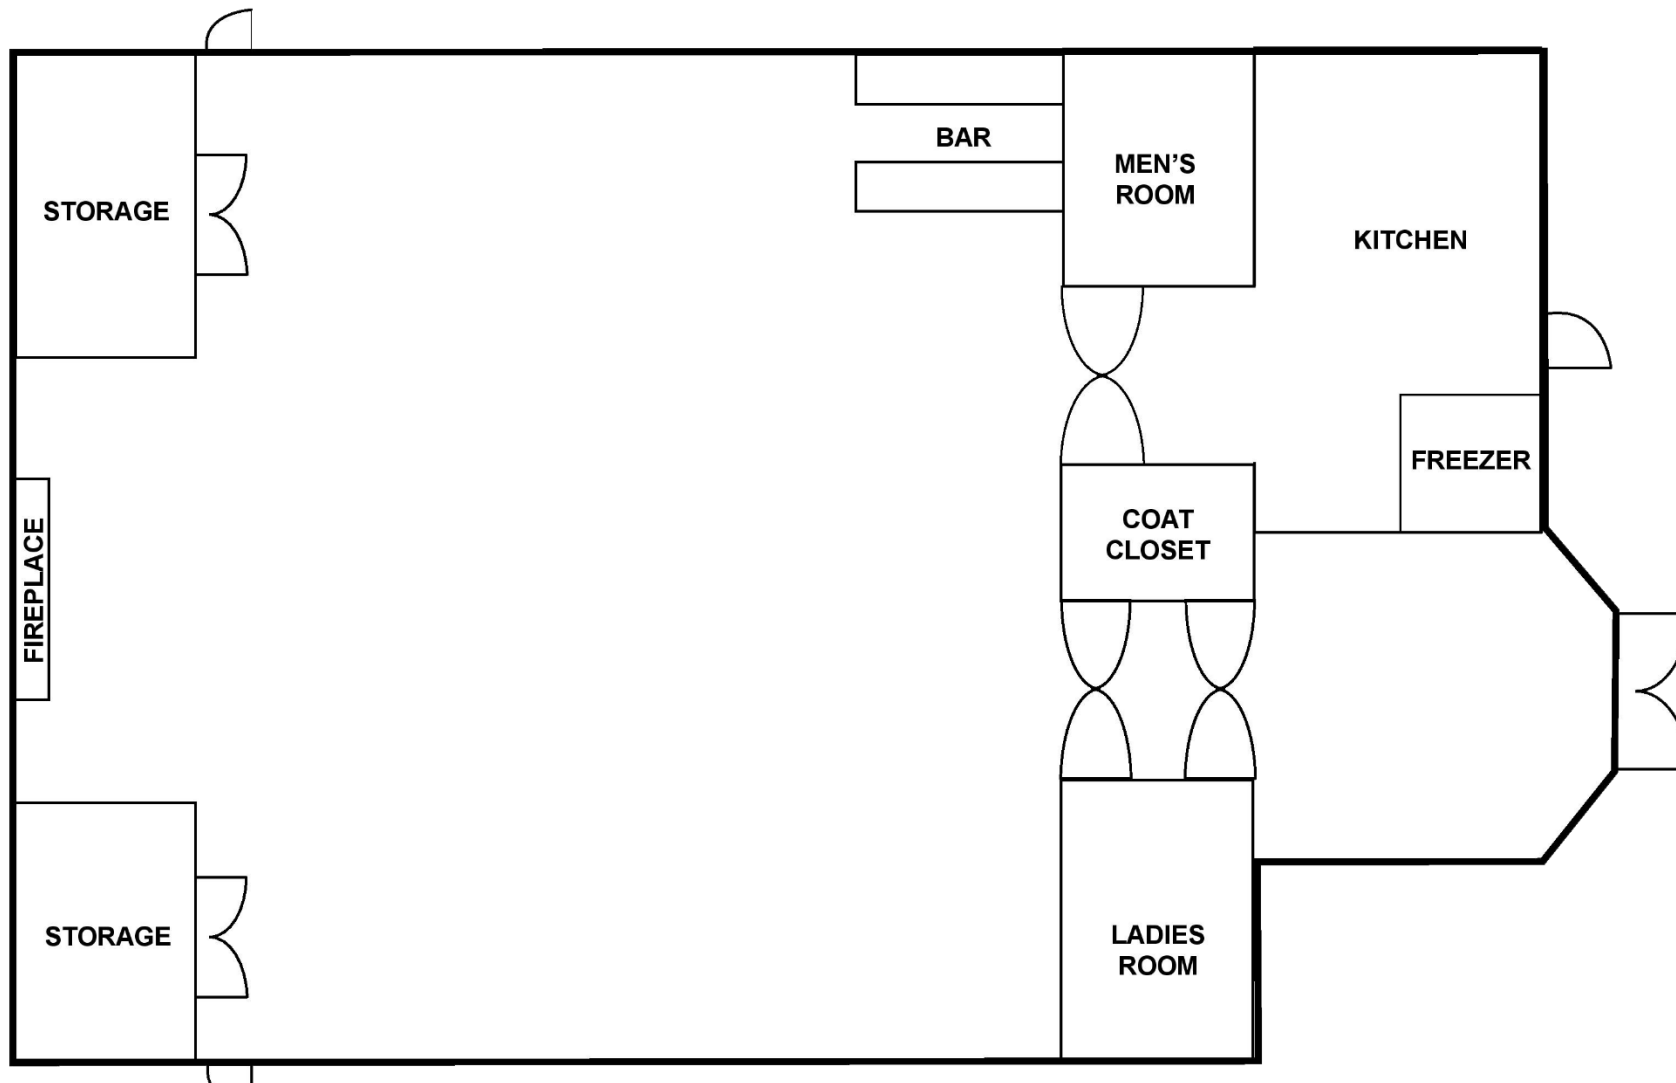 BAR
MEN'S
ROOM
STORAGE
KITCHEN
FREEZER
COAT
CLOSET
FIREPLACE
STORAGE
LADIES
ROOM